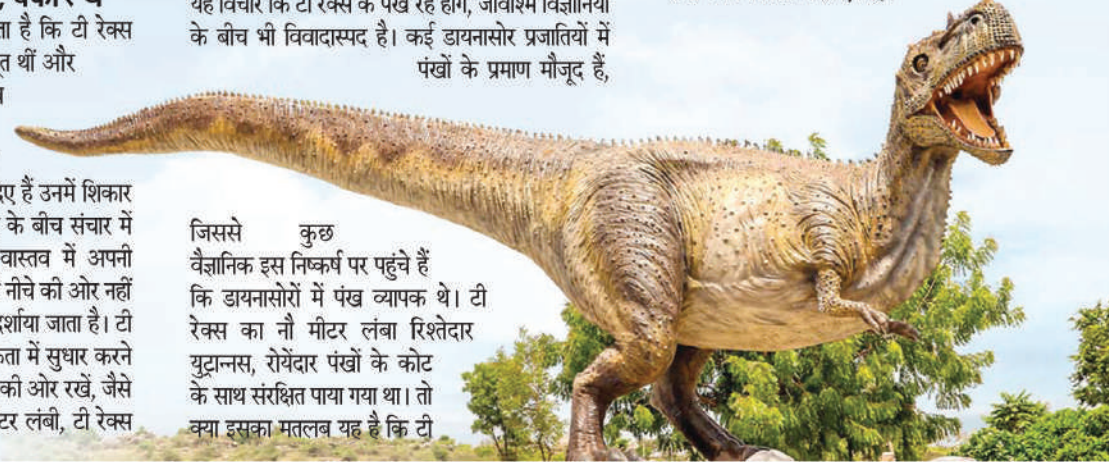 ता है कि टी रेक्स
थीं और
दिए हैं उनमें शिकार
के बीच संचार में
वास्तव में अपनी
नीचे की ओर नहीं
दर्शाया जाता है। टी
में सुधार करने
की ओर रखें, जैसे
लंबी, टी रेक्स
यह विचार कि टी रेक्स के पंख रहे होंगे, जीवाश्म विज्ञानियों
के बीच भी विवादास्पद है। कई डायनासोर प्रजातियों में
पंखों के प्रमाण मौजूद हैं,
जिससे कुछ
वैज्ञानिक इस निष्कर्ष पर पहुंचे हैं
कि डायनासोरों में पंख व्यापक थे। टी
रेक्स का नौ मीटर लंबा रिश्तेदार
युट्रान्नस, रोयेंदार पंखों के कोट
के साथ संरक्षित पाया गया था। तो
क्या इसका मतलब यह है कि टी